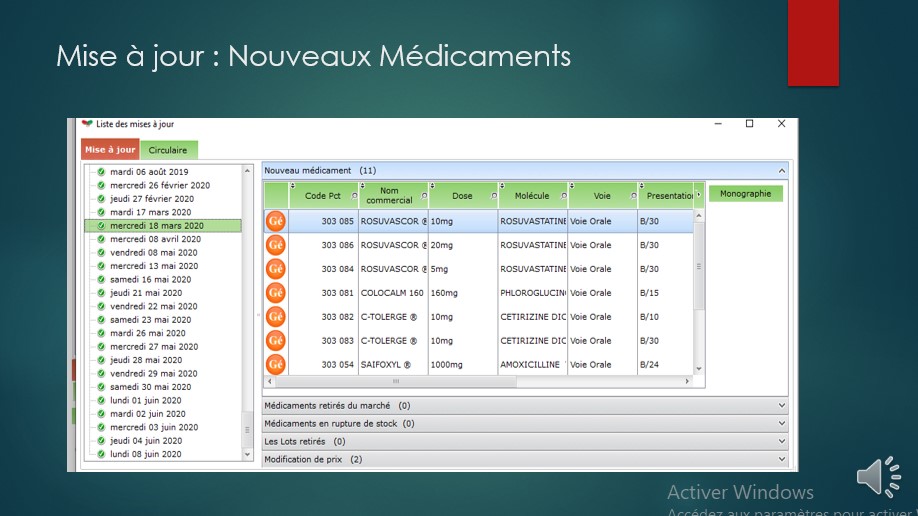 Mise à jour : Nouveaux Médicaments
Liste des mises à jour
Mise à jour
Circulaire
mardi 06 août 2019
mercredi 26 février 2020
jeudi 27 février 2020
mardi 17 mars 2020
mercredi 18 mars 2020
mercredi 08 avril 2020
vendredi 08 mai 2020
mercredi 13 mai 2020
samedi 16 mai 2020
jeudi 21 mai 2020
vendredi 22 mai 2020
samedi 23 mai 2020
mardi 26 mai 2020
mercredi 27 mai 2020
jeudi 28 mai 2020
vendredi 29 mai 2020
samedi 30 mai 2020
lundi 01 juin 2020
mardi 02 juin 2020
mercredi 03 juin 2020
jeudi 04 juin 2020
lundi 08 juin 2020
Nouveau médicament (11)
Code Pct Nom commercial Dose Molécule Voie Presentatio
Gé 303 085 ROSUVASCOR ® 10mg ROSUVASTATINE Voie Orale B/30
Gé 303 086 ROSUVASCOR ® 20mg ROSUVASTATINE Voie Orale B/30
Gé 303 084 ROSUVASCOR ® 5mg ROSUVASTATINE Voie Orale B/30
Gé 303 081 COLOCALM 160 160mg PHLOROGLUCIN Voie Orale B/15
Gé 303 082 C-TOLERGE ® 10mg CETIRIZINE DIC Voie Orale B/10
Gé 303 083 C-TOLERGE ® 10mg CETIRIZINE DIC Voie Orale B/30
Gé 303 054 SAIFOXYL ® 1000mg AMOXICILLINE Voie Orale B/24
Monographie
Médicaments retirés du marché (0)
Médicaments en rupture de stock (0)
Les Lots retirés (0)
Modification de prix (2)
Activer Windows
Accédez aux paramètres pour activer